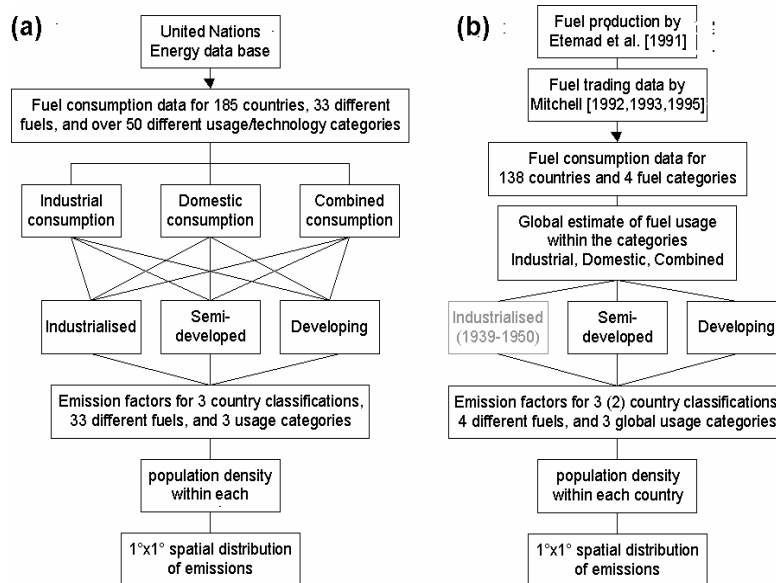 (a)
United Nations
Energy data base
Fuel consumption data for 185 countries, 33 different
fuels, and over 50 different usage/technology categories
Industrial
consumption
Domestic
consumption
Combined
consumption
Industrialised
Semi-
developed
Developing
Emission factors for 3 country classifications,
33 different fuels, and 3 usage categories
population density
within each
1°x1° spatial distribution
of emissions
(b)
Fuel production by
Etemad et al. [1991]
Fuel trading data by
Mitchell [1992,1993,1995]
Fuel consumption data for
138 countries and 4 fuel categories
Global estimate of fuel usage
within the categories
Industrial, Domestic, Combined
Industrialised
(1939-1950)
Semi-
developed
Developing
Emission factors for 3 (2) country classifications
4 different fuels, and 3 global usage categories
population density
within each country
1°x1° spatial distribution
of emissions